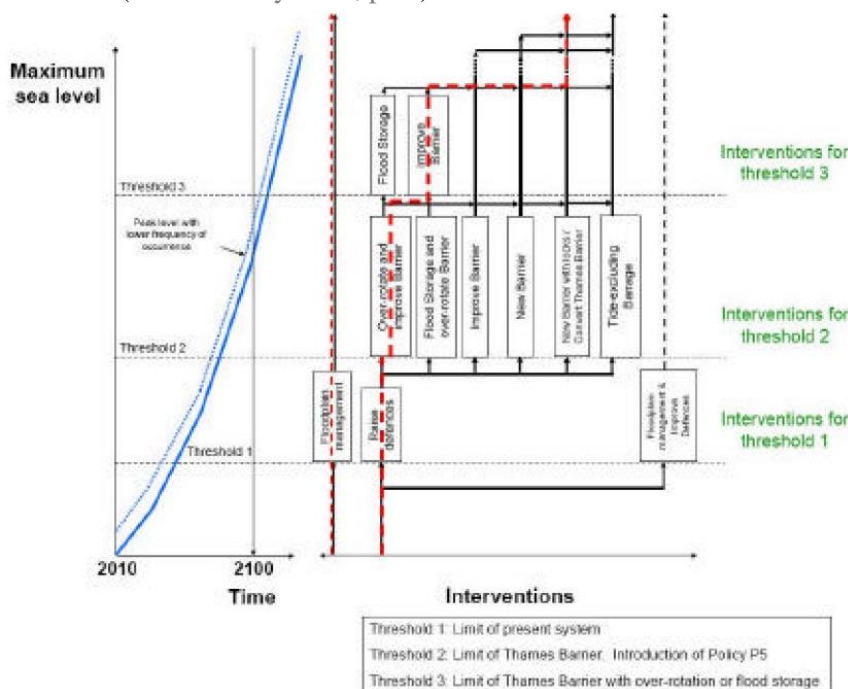 Maximum
sea level
Threshold 3
Peak level with
lower frequency of
occurrence
Threshold 2
Threshold 1
2010
2100
Time
Flood Storage
Improve
Barrier
Over-rotate and
improve Barrier
Flood Storage and
over-rotate Barrier
Improve Barrier
New Barrier
New Barrier with locks /
Convert Thames Barrier
Tide-excluding
Barrage
Floodplain
management
Raise
defences
Floodplain
management &
Improve
Defences
Interventions for
threshold 3
Interventions for
threshold 2
Interventions for
threshold 1
Interventions
Threshold 1: Limit of present system
Threshold 2: Limit of Thames Barrier. Introduction of Policy P5
Threshold 3: Limit of Thames Barrier with over-rotation or flood storage